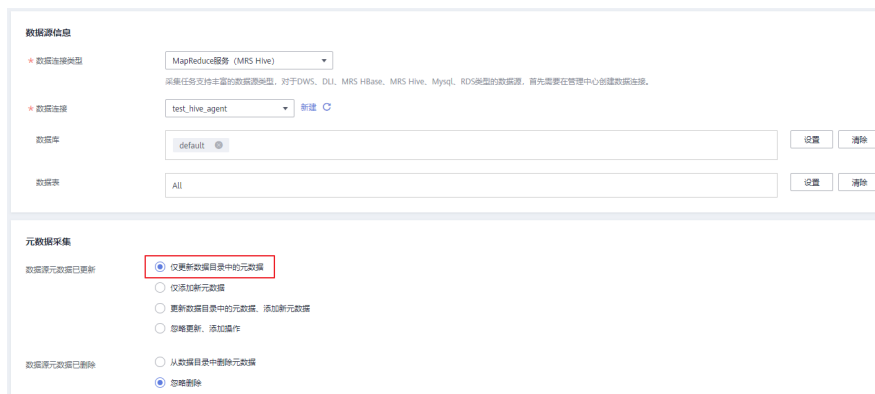 数据源信息
* 数据连接类型 MapReduce服务（MRS Hive）
采集任务支持丰富的数据源类型，对于DWS、DLI、MRS HBase、MRS Hive、Mysql、RDS类型的数据源，首先需要在管理中心创建数据连接。
* 数据连接 test_hive_agent 新建
数据库 default 设置 清除
数据表 All 设置 清除
元数据采集
数据源元数据已更新 仅更新数据目录中的元数据
仅添加新元数据
更新数据目录中的元数据、添加新元数据
忽略更新、添加操作
数据源元数据已删除 从数据目录中删除元数据
忽略删除